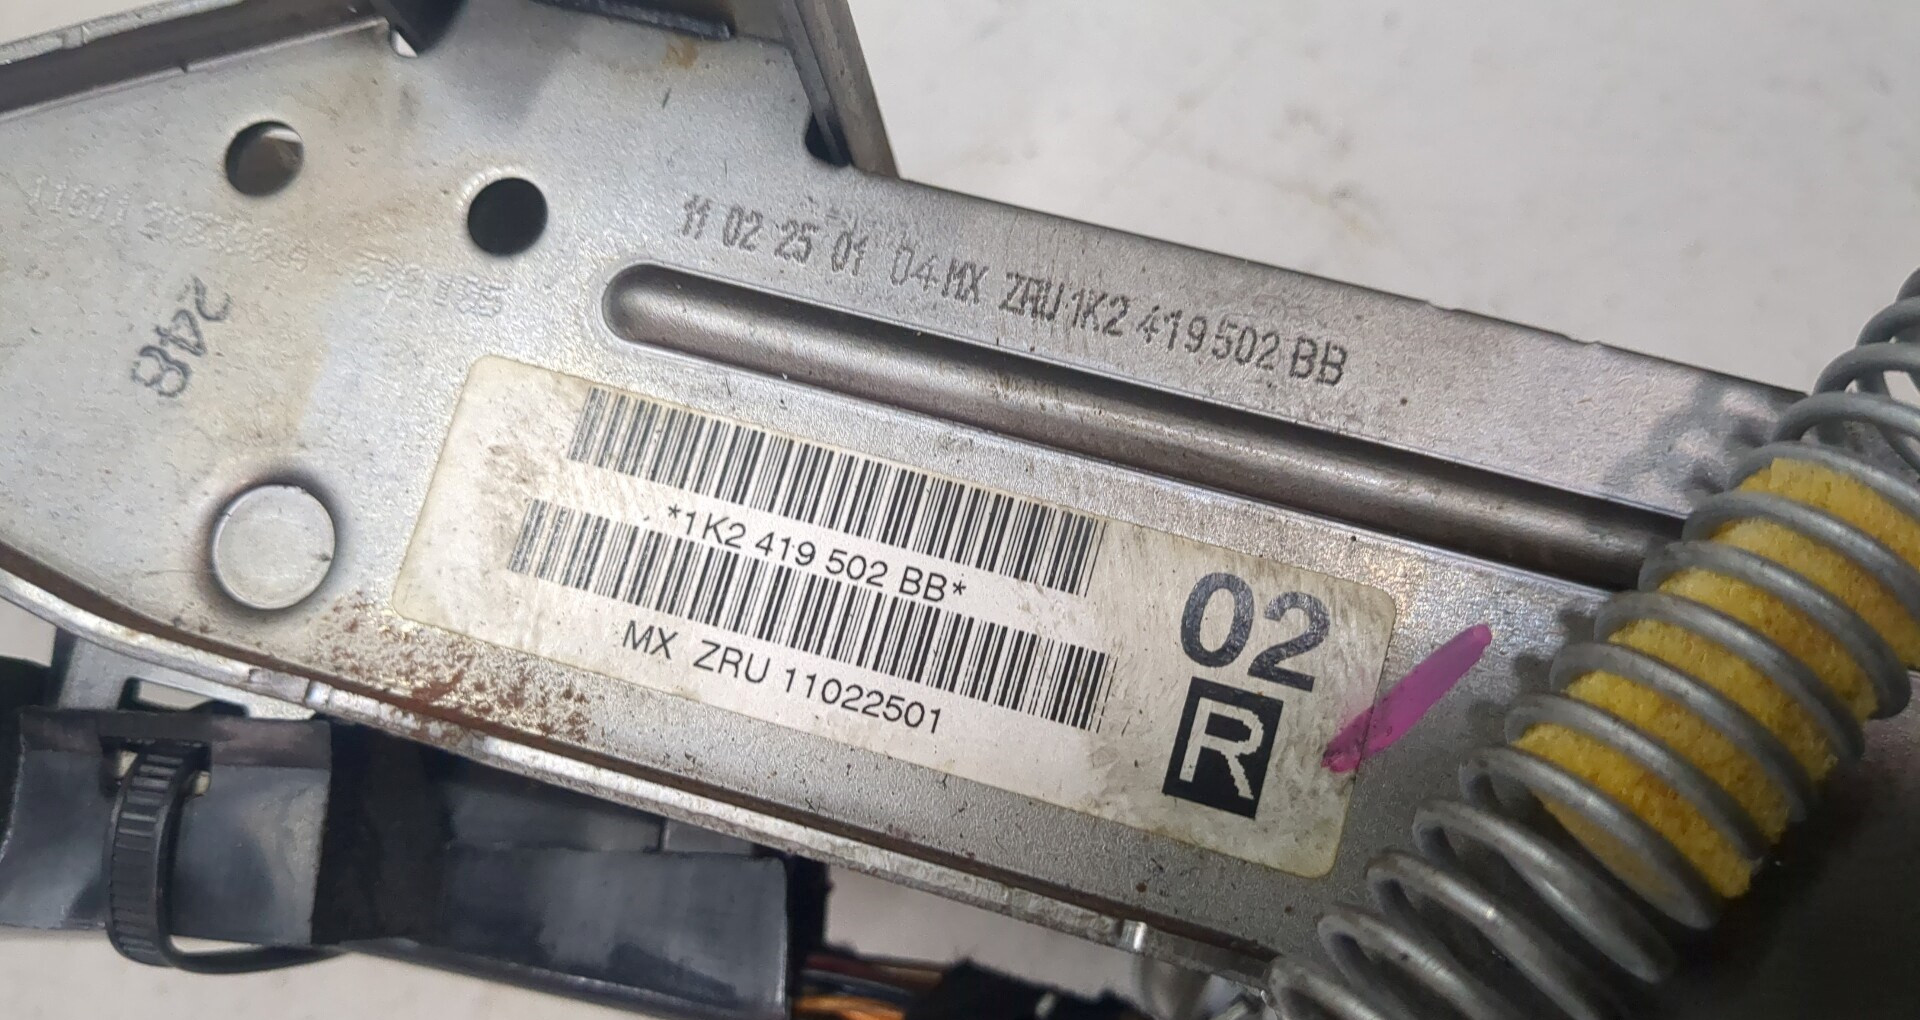 11 02 25 01 04 MX ZRU 1K2 419 502 BB
248
*1K2 419 502 BB*
MX ZRU 11022501
02
R